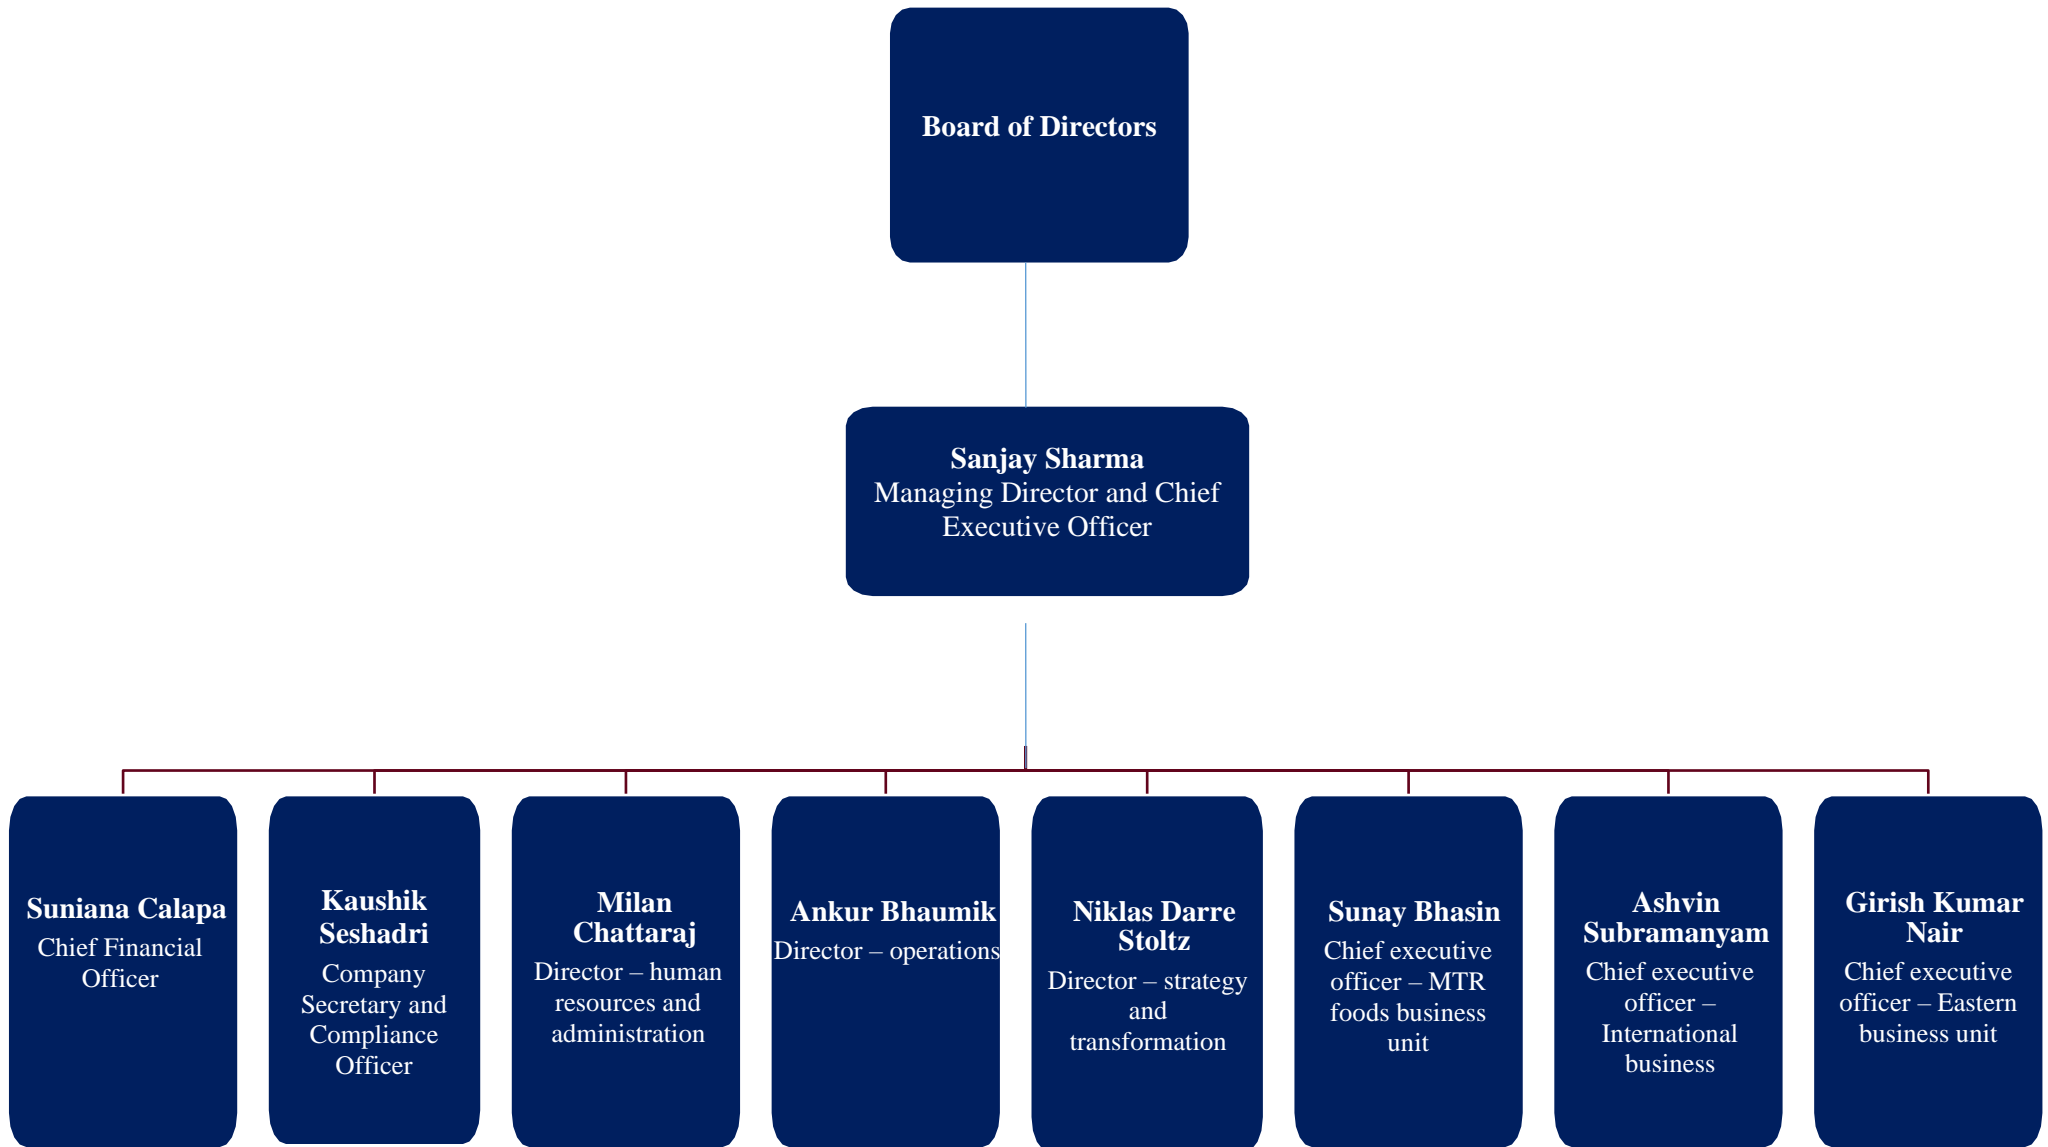 Board of Directors
Sanjay Sharma
Managing Director and Chief
Executive Officer
Suniana Calapa
Chief Financial
Officer
Kaushik
Seshadri
Company
Secretary and
Compliance
Officer
Milan
Chattaraj
Director – human
resources and
administration
Ankur Bhaumik
Director – operations
Niklas Darre
Stoltz
Director – strategy
and
transformation
Sunay Bhasin
Chief executive
officer – MTR
foods business
unit
Ashvin
Subramanyam
Chief executive
officer –
International
business
Girish Kumar
Nair
Chief executive
officer – Eastern
business unit